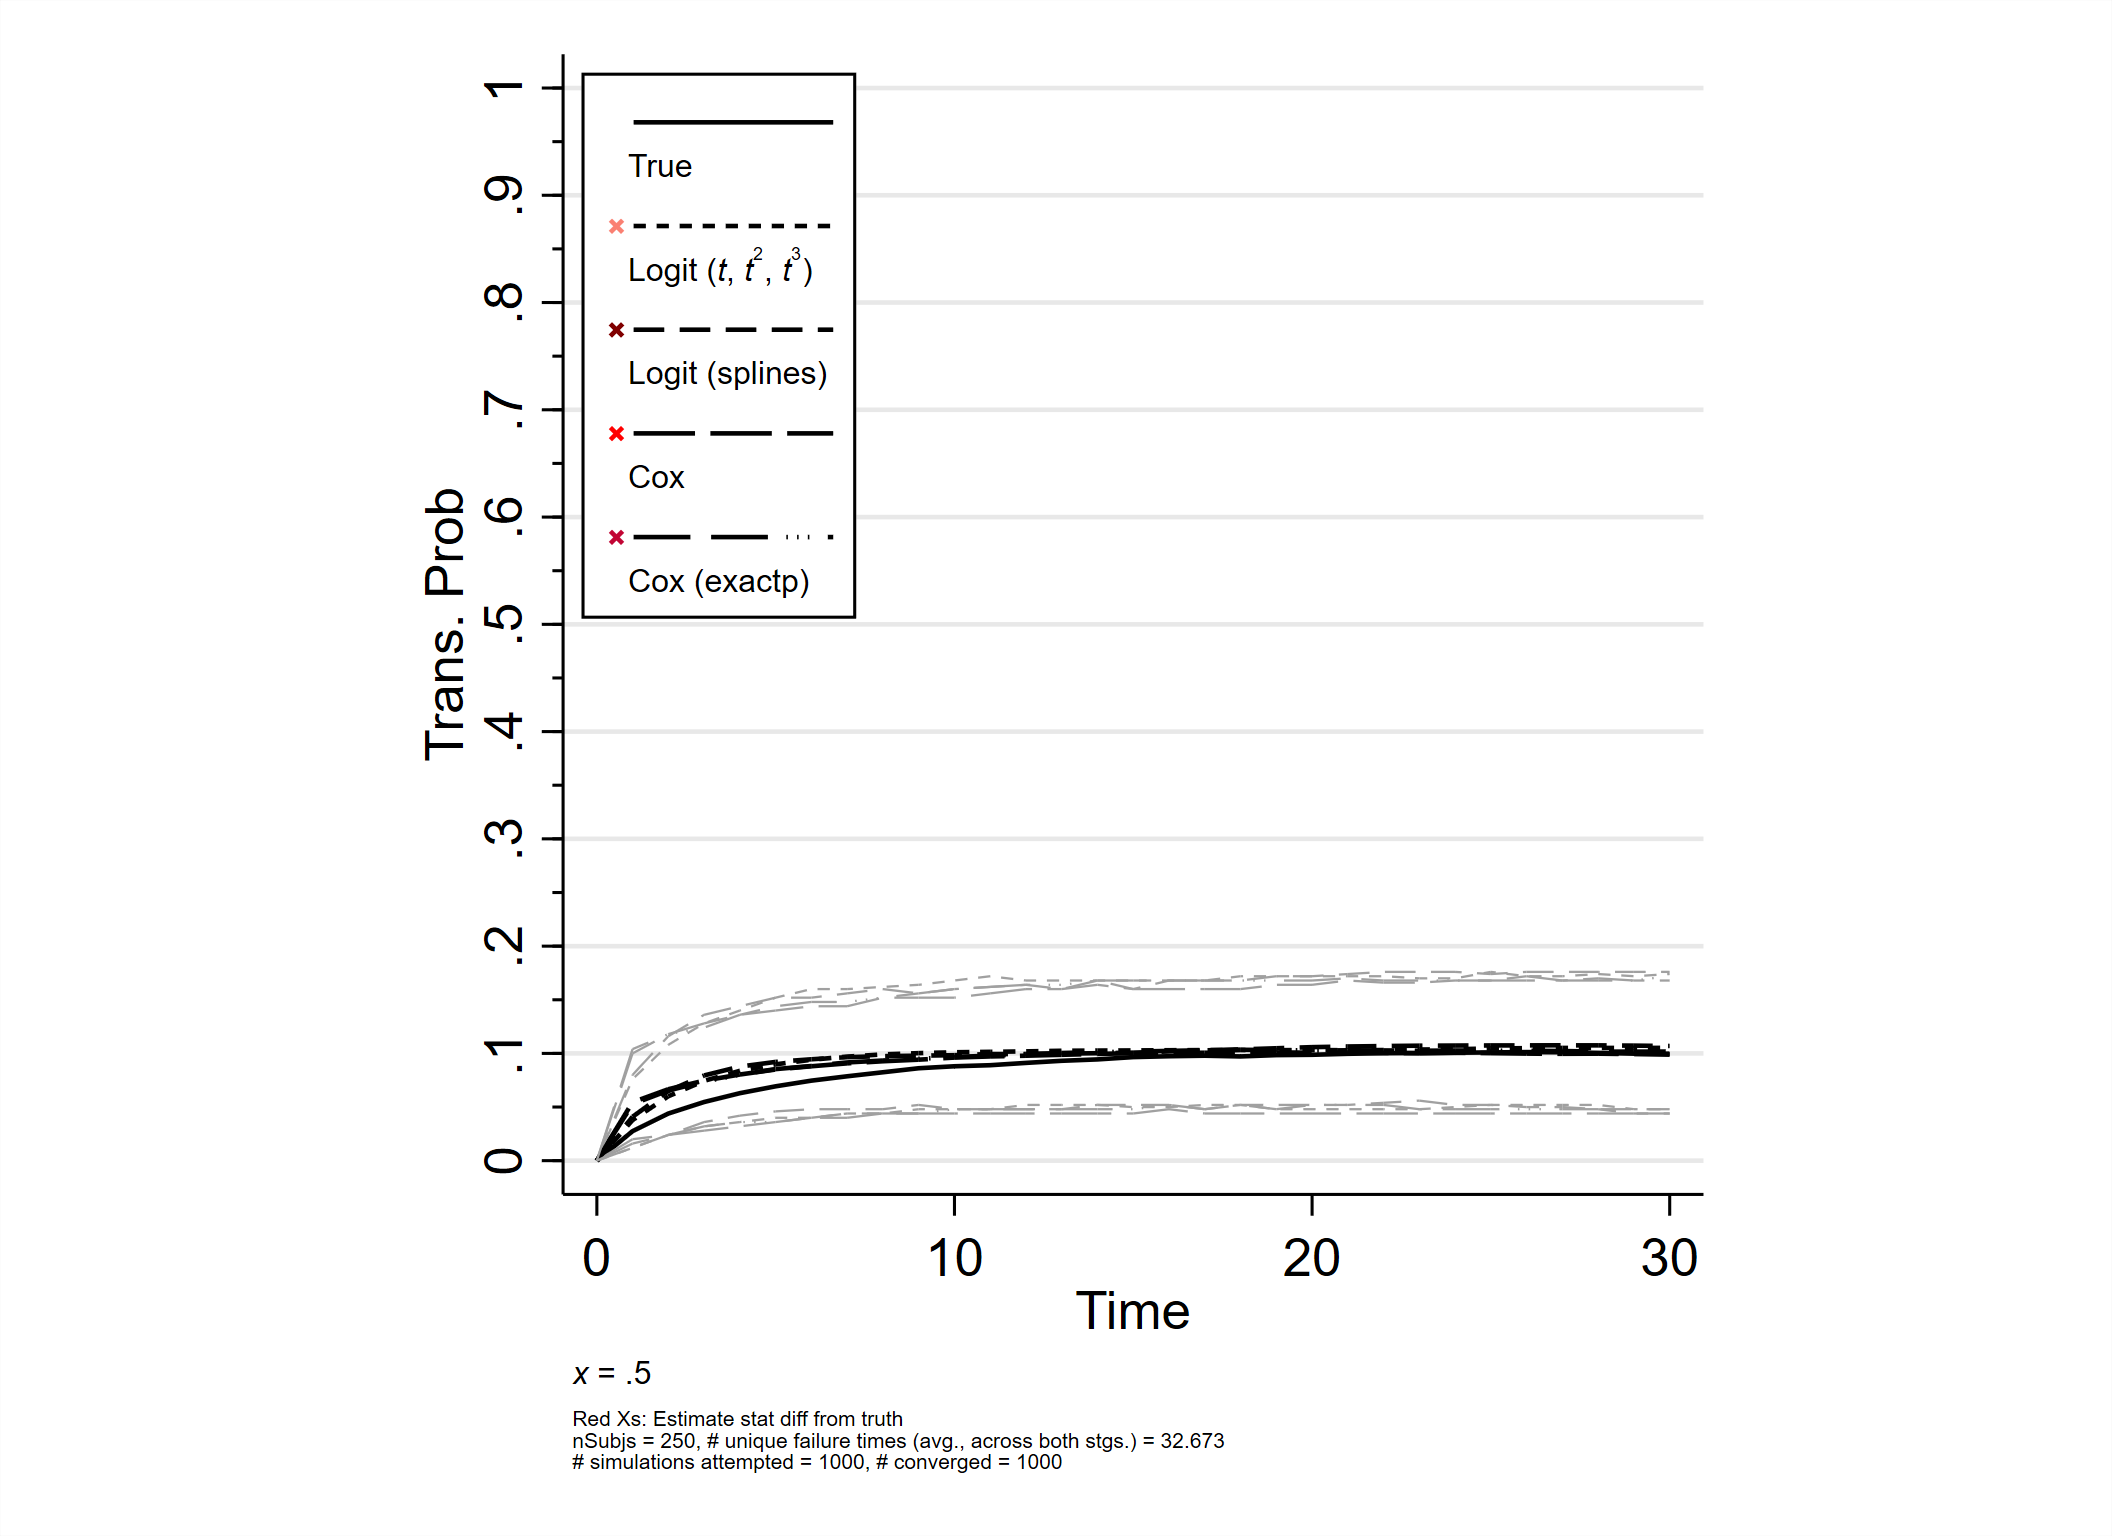 1
.9
.8
.7
.6
.5
.4
.3
.2
.1
0
Trans. Prob
True
Logit (t, t², t³)
Logit (splines)
Cox
Cox (exactp)
0 10 20 30
Time
x = .5
Red Xs: Estimate stat diff from truth
nSubjs = 250, # unique failure times (avg., across both stgs.) = 32.673
# simulations attempted = 1000, # converged = 1000